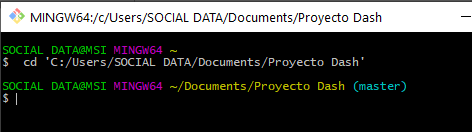 MINGW64:/c/Users/SOCIAL DATA/Documents/Proyecto Dash
SOCIAL DATA@MSI MINGW64 ~
$  cd 'C:/Users/SOCIAL DATA/Documents/Proyecto Dash'
SOCIAL DATA@MSI MINGW64 ~/Documents/Proyecto Dash (master)
$